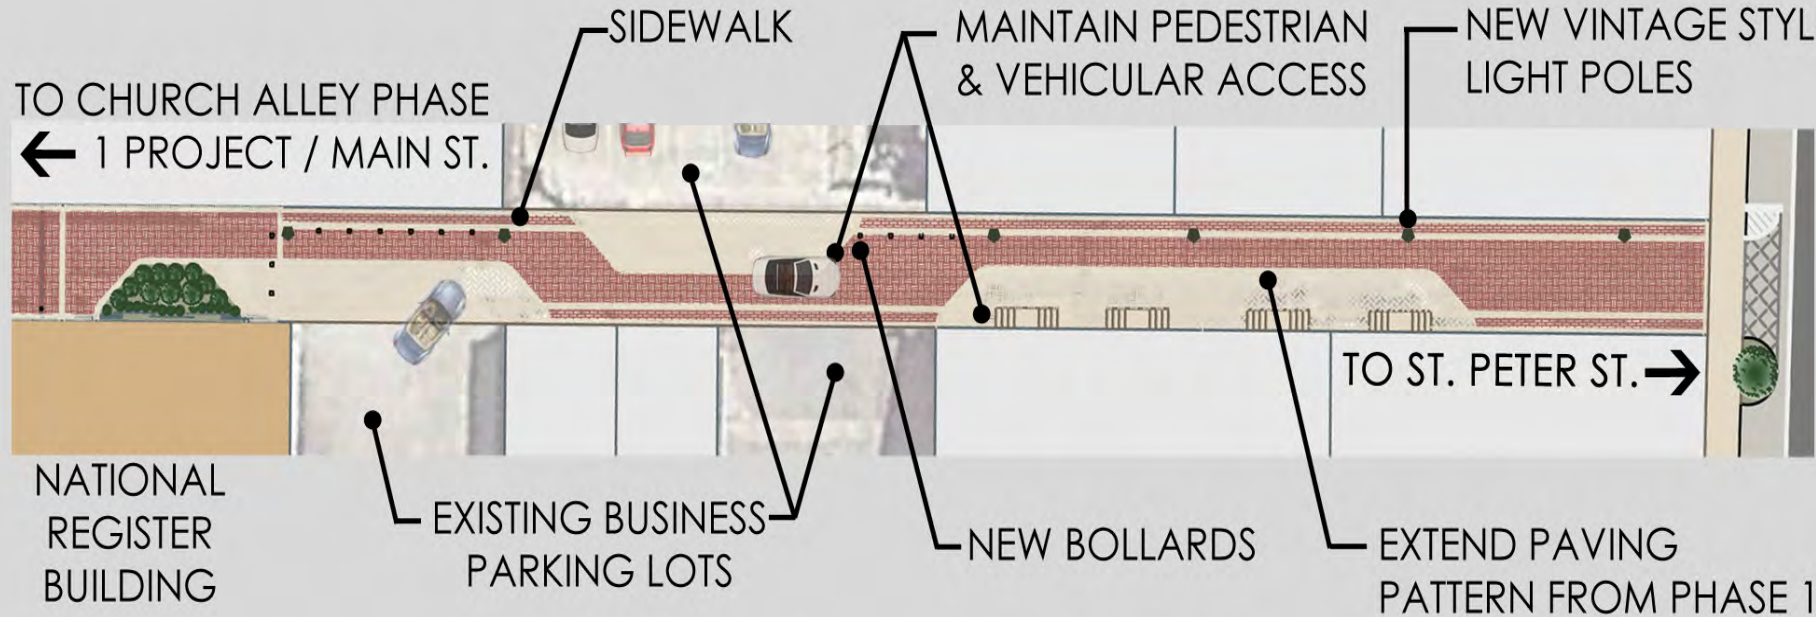 SIDEWALK
MAINTAIN PEDESTRIAN
& VEHICULAR ACCESS
NEW VINTAGE STYL
LIGHT POLES
TO CHURCH ALLEY PHASE
1 PROJECT / MAIN ST.
TO ST. PETER ST.
NATIONAL
REGISTER
BUILDING
EXISTING BUSINESS
PARKING LOTS
NEW BOLLARDS
EXTEND PAVING
PATTERN FROM PHASE 1